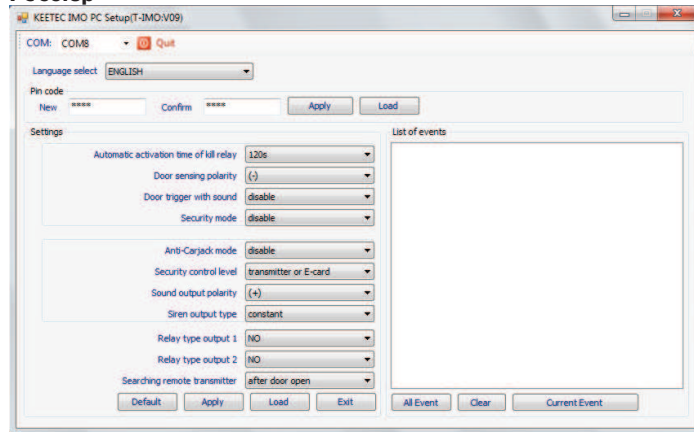 KEETEC IMO PC Setup(T-IMO:V09)
COM: COM8 Quit
Language select ENGLISH
Pin code
New **** Confirm **** Apply Load
Settings
Automatic activation time of kill relay 120s
Door sensing polarity (-)
Door trigger with sound disable
Security mode disable
Anti-Carjack mode disable
Security control level transmitter or E-card
Sound output polarity (+)
Siren output type constant
Relay type output 1 NO
Relay type output 2 NO
Searching remote transmitter after door open
Default Apply Load Exit
List of events
All Event Clear Current Event